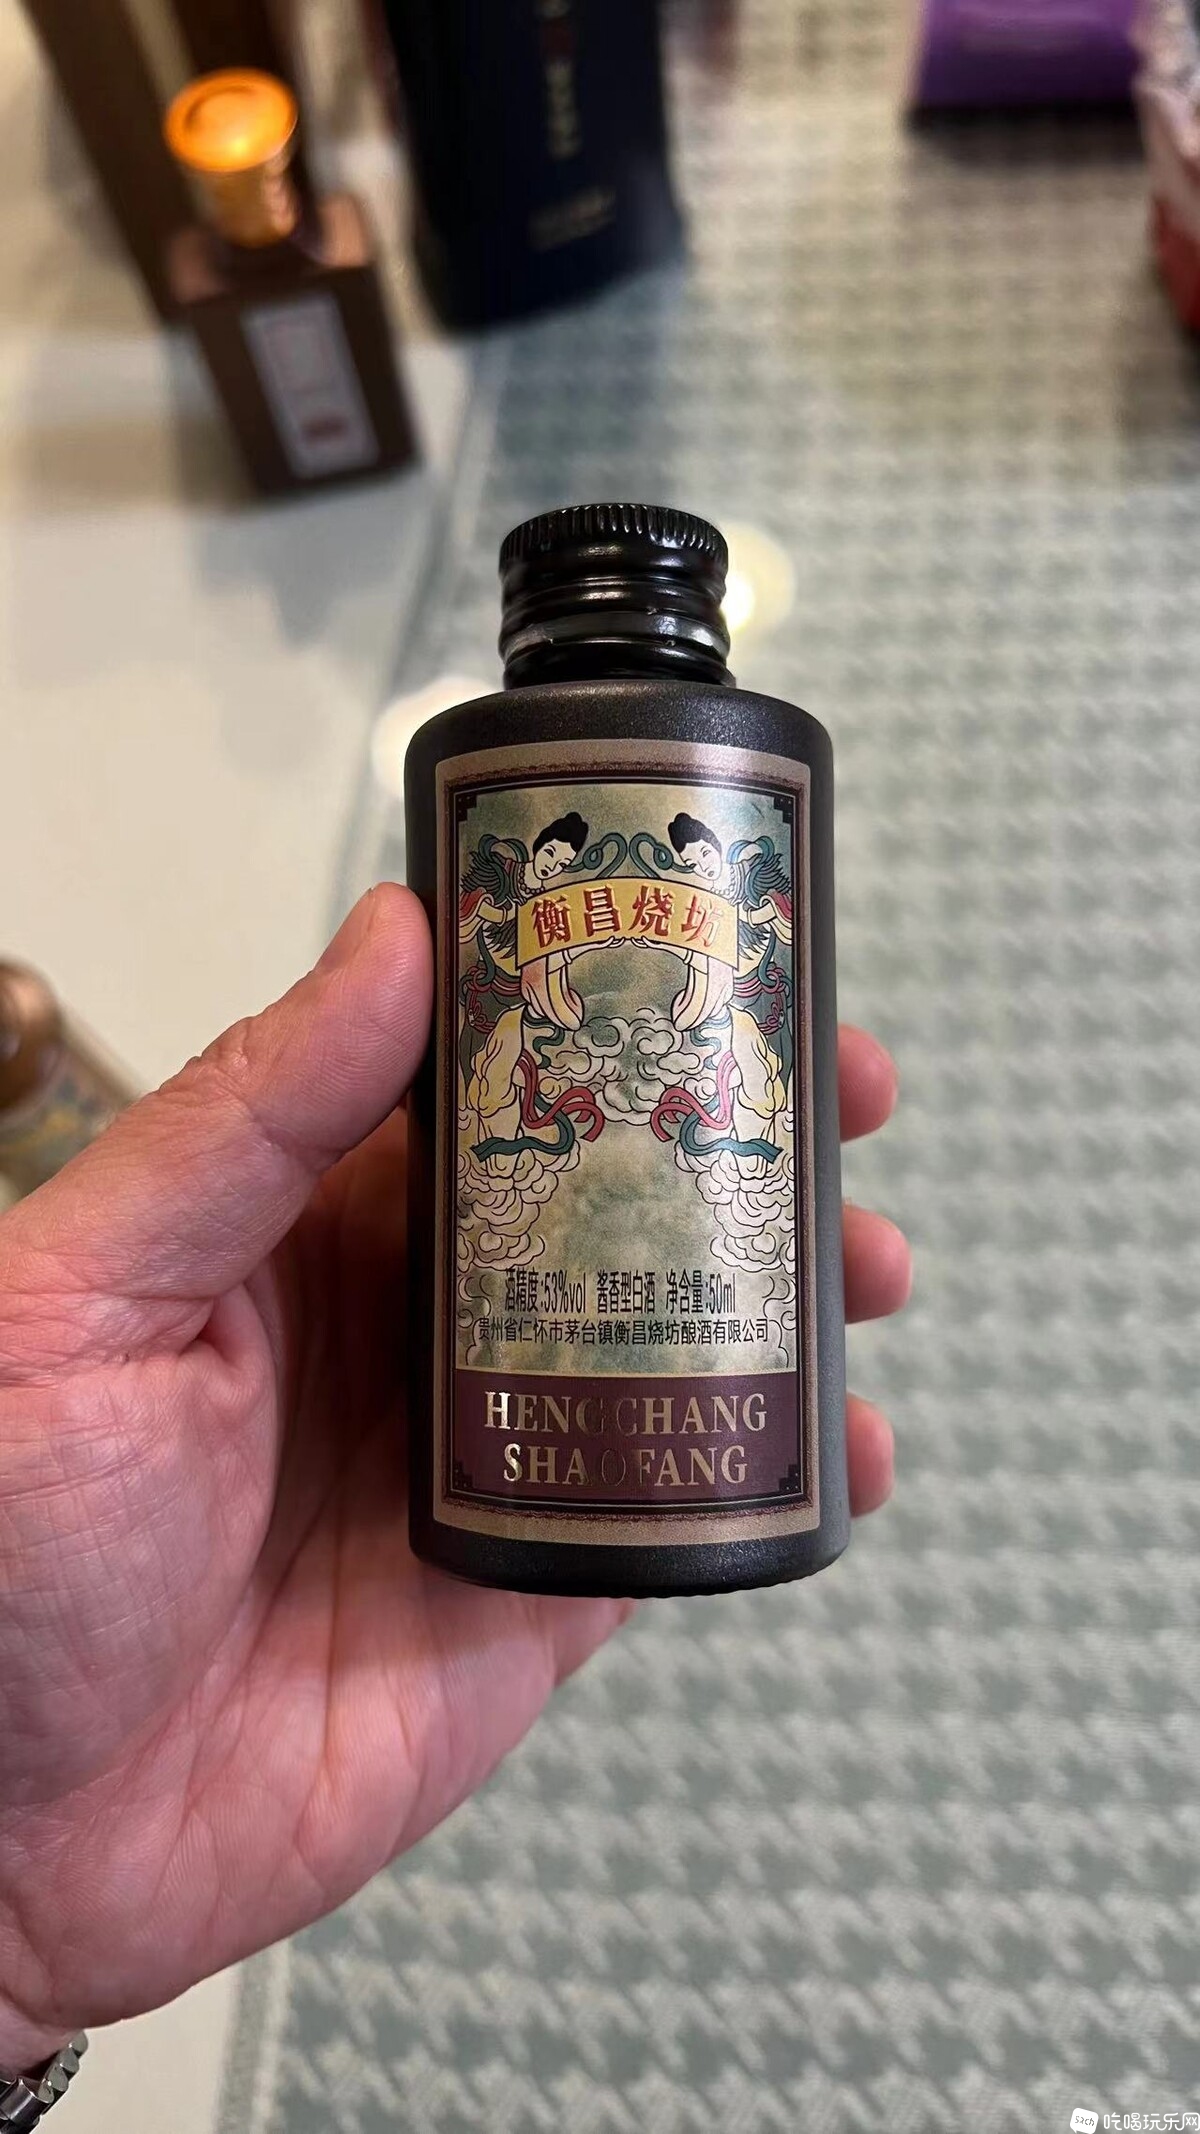 衡昌烧坊
酒精度:53%vol 酱香型白酒 净含量:50ml
贵州省仁怀市茅台镇衡昌烧坊酿酒有限公司
HENGCHANG
SHAOFANG
吃喝玩乐网